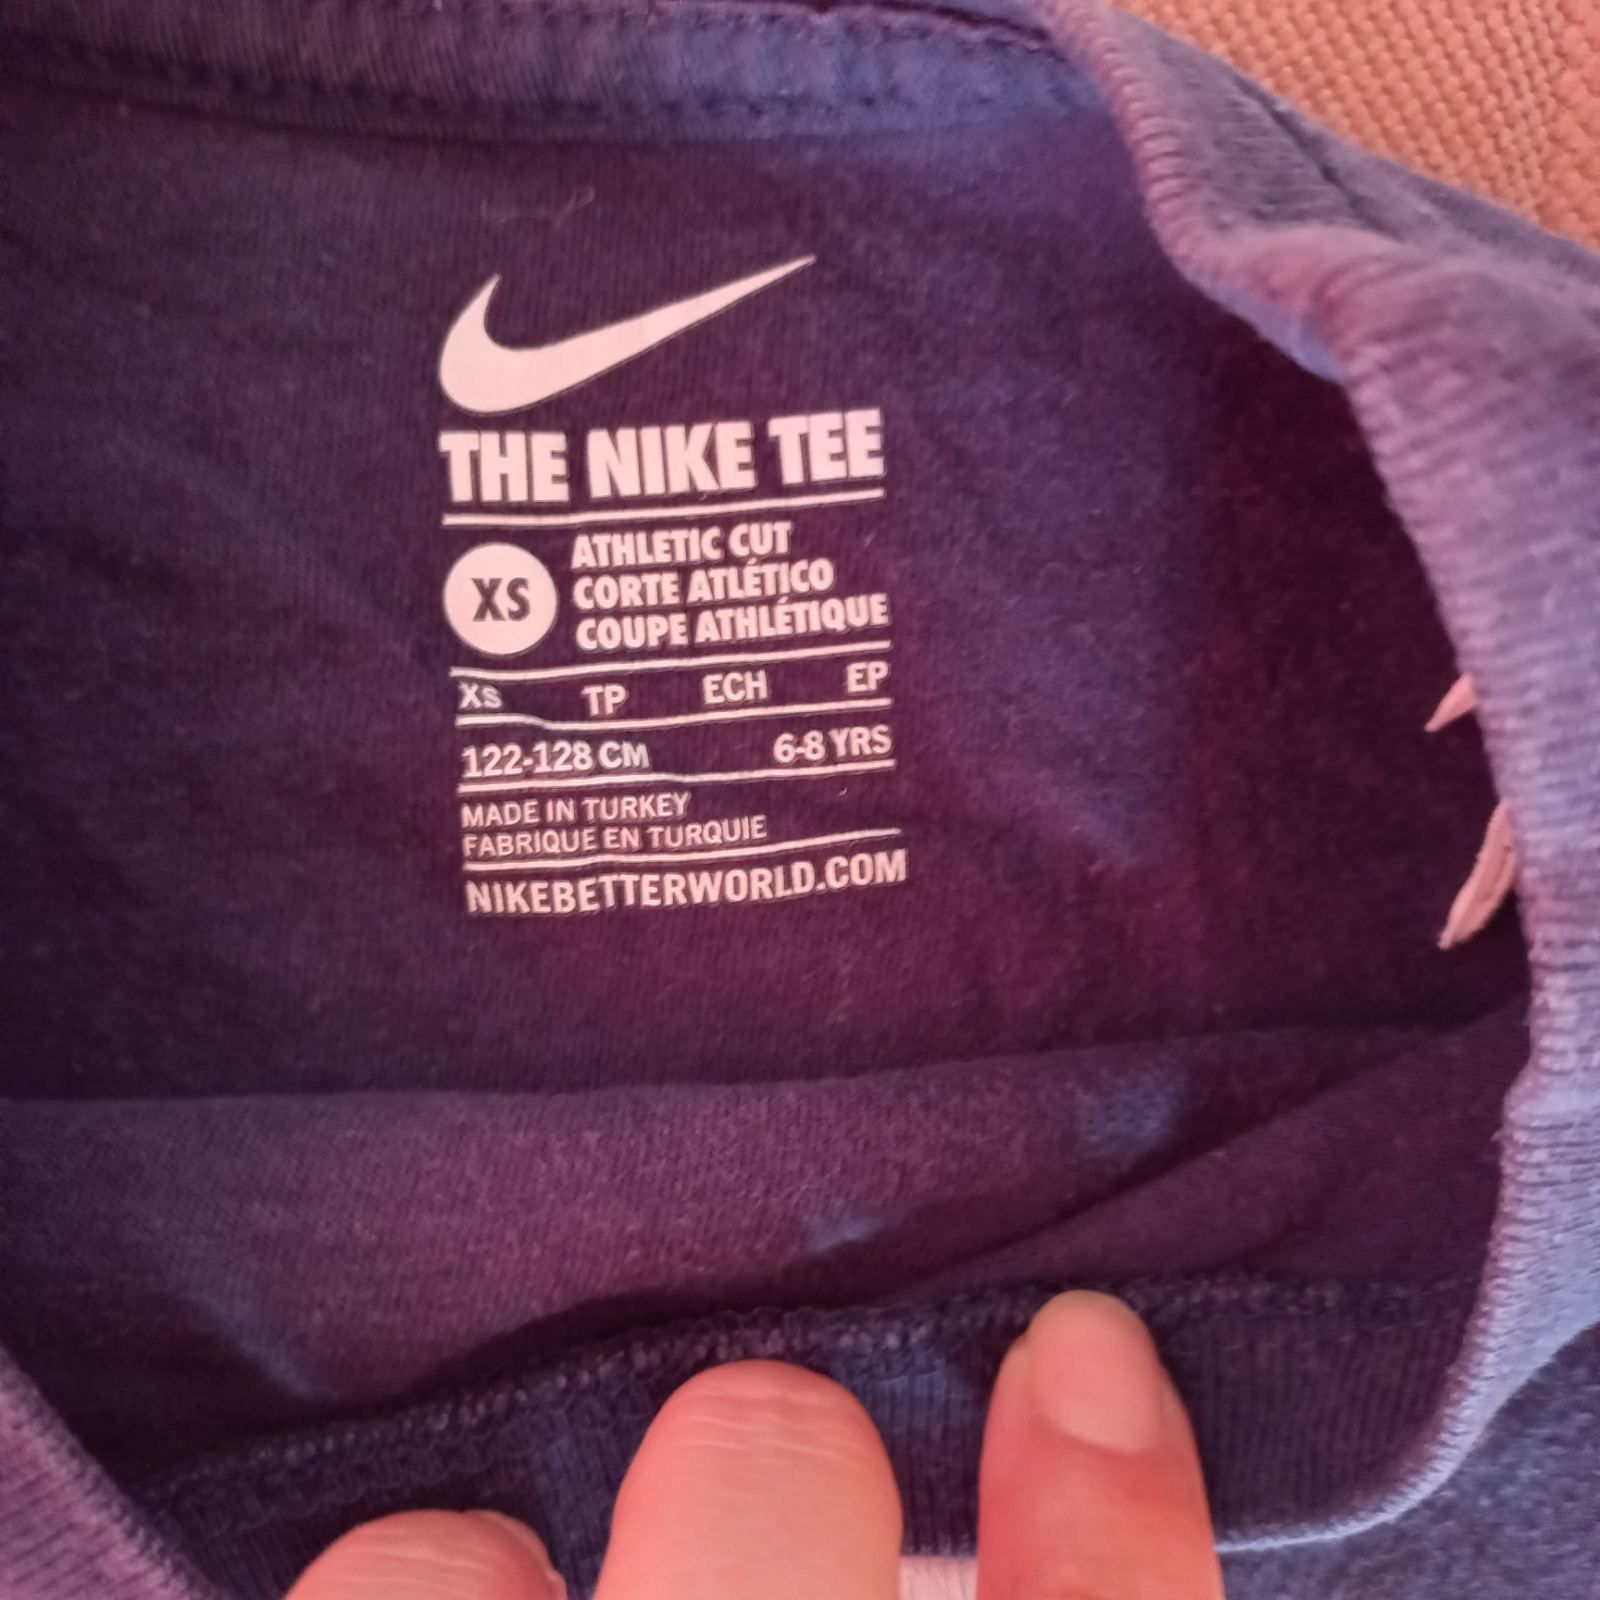 THE NIKE TEE
XS
ATHLETIC CUT
CORTE ATLÉTICO
COUPE ATHLÉTIQUE
XS TP ECH EP
122-128 CM 6-8 YRS
MADE IN TURKEY
FABRIQUE EN TURQUIE
NIKEBETTERWORLD.COM